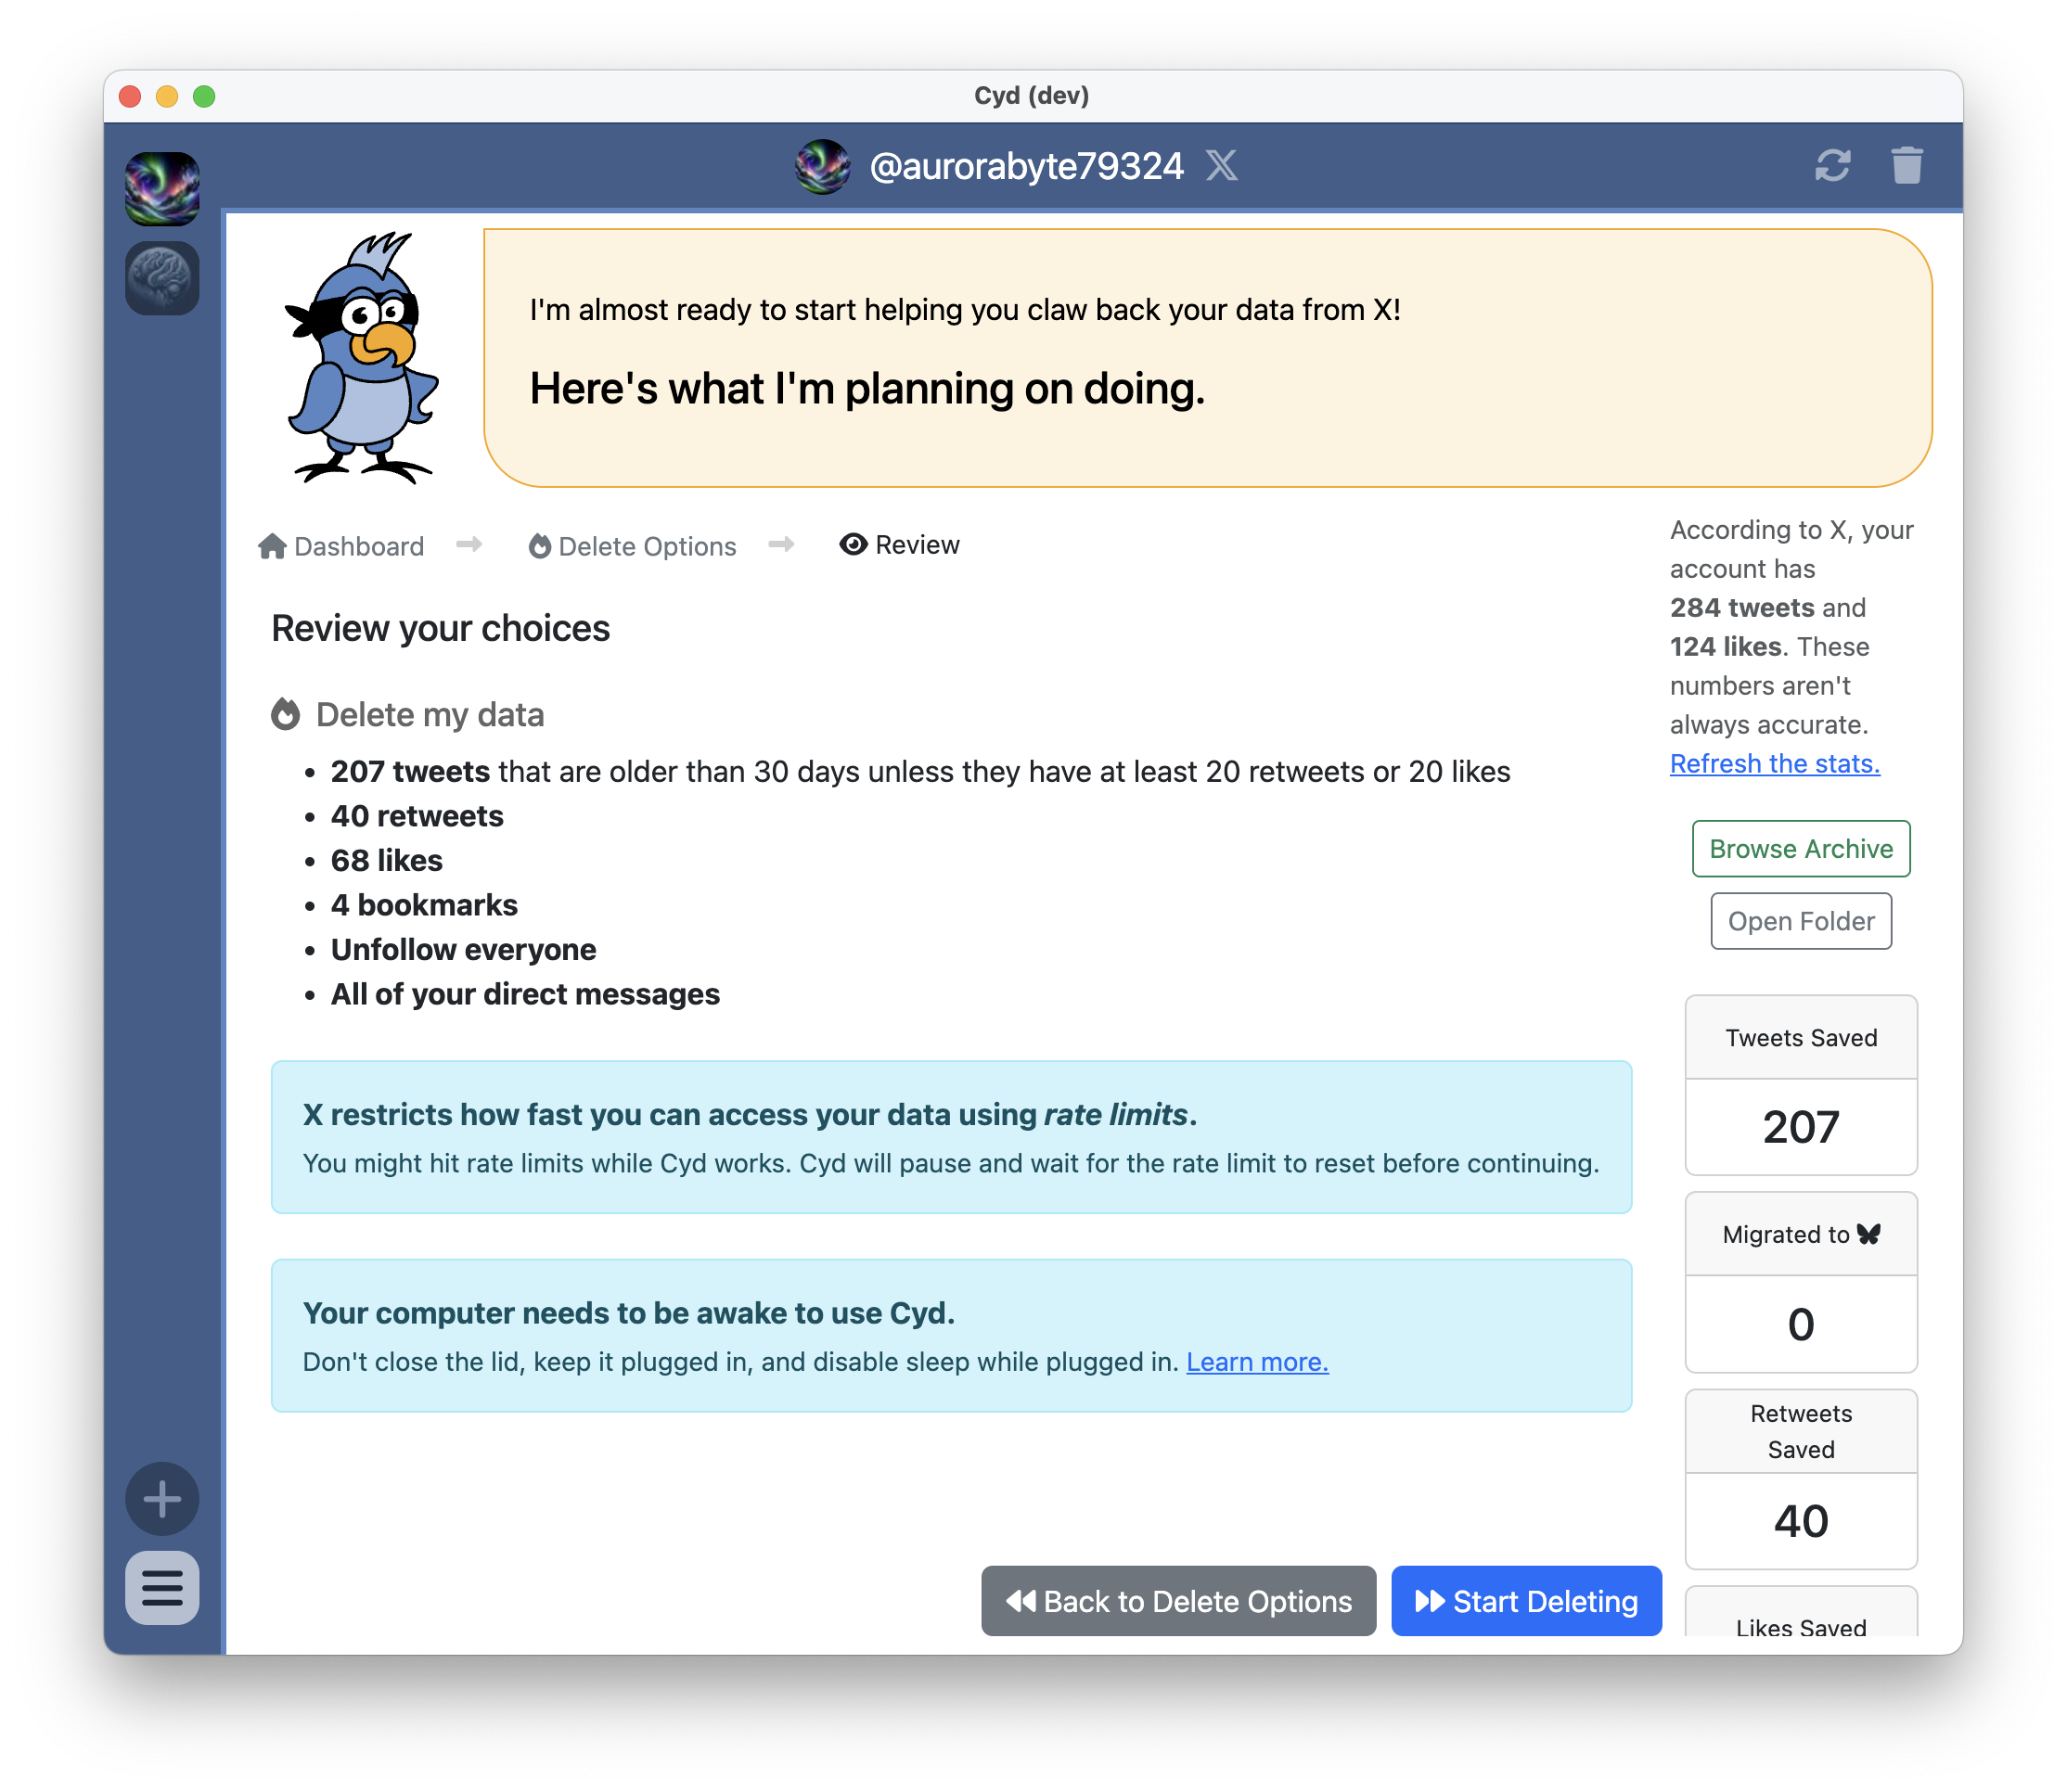 Cyd (dev)
@aurorabyte79324
I'm almost ready to start helping you claw back your data from X!
Here's what I'm planning on doing.
Dashboard
Delete Options
Review
Review your choices
Delete my data
207 tweets that are older than 30 days unless they have at least 20 retweets or 20 likes
40 retweets
68 likes
4 bookmarks
Unfollow everyone
All of your direct messages
X restricts how fast you can access your data using rate limits.
You might hit rate limits while Cyd works. Cyd will pause and wait for the rate limit to reset before continuing.
Your computer needs to be awake to use Cyd.
Don't close the lid, keep it plugged in, and disable sleep while plugged in. Learn more.
Back to Delete Options
Start Deleting
According to X, your
account has
284 tweets and
124 likes. These
numbers aren't
always accurate.
Refresh the stats.
Browse Archive
Open Folder
Tweets Saved
207
Migrated to
0
Retweets
Saved
40
Likes Saved